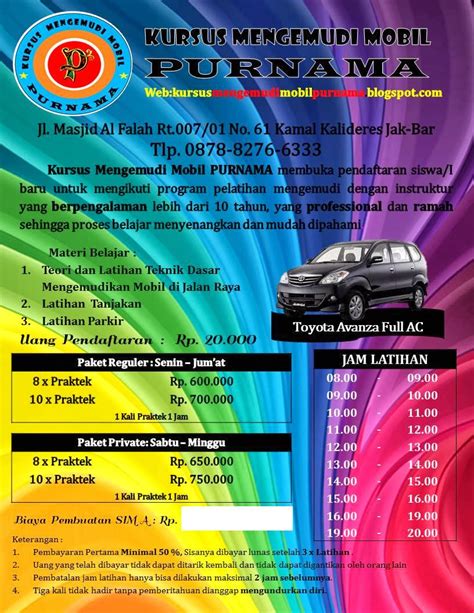 KURSUS MENGEMUDI MOBIL
PURNAMA
KURSUS MENGEMUDI MOBIL
PURNAMA
Web:kursusmengemudimobilpurnama.blogspot.com
Jl. Masjid Al Falah Rt.007/01 No. 61 Kamal Kalideres Jak-Bar
Tlp. 0878-8276-6333
Kursus Mengemudi Mobil PURNAMA membuka pendaftaran siswa/I
baru untuk mengikuti program pelatihan mengemudi dengan instruktur
yang berpengalaman lebih dari 10 tahun, yang professional dan ramah
sehingga proses belajar menyenangkan dan mudah dipahami
Materi Belajar :
1. Teori dan Latihan Teknik Dasar
Mengemudikan Mobil di Jalan Raya
2. Latihan Tanjakan
3. Latihan Parkir
Toyota Avanza Full AC
Uang Pendaftaran : Rp. 20.000
Paket Reguler : Senin – Jum'at
8 x Praktek Rp. 600.000
10 x Praktek Rp. 700.000
1 Kali Praktek 1 Jam
Paket Private: Sabtu – Minggu
8 x Praktek Rp. 650.000
10 x Praktek Rp. 750.000
1 Kali Praktek 1 Jam
JAM LATIHAN
08.00 - 09.00
09.00 - 10.00
10.00 - 11.00
11.00 - 12.00
12.00 - 13.00
13.00 - 14.00
14.00 - 15.00
15.00 - 16.00
16.00 - 17.00
17.00 - 18.00
18.00 - 19.00
19.00 - 20.00
Biaya Pembuatan SIM A : Rp.
Keterangan :
1. Pembayaran Pertama Minimal 50 %, Sisanya dibayar lunas setelah 3 x Latihan .
2. Uang yang telah dibayar tidak dapat ditarik kembali dan tidak dapat digantikan oleh orang lain
3. Pembatalan jam latihan hanya bisa dilakukan maksimal 2 jam sebelumnya.
4. Tiga kali tidak hadir tanpa pemberitahuan dianggap mengundurkan diri.